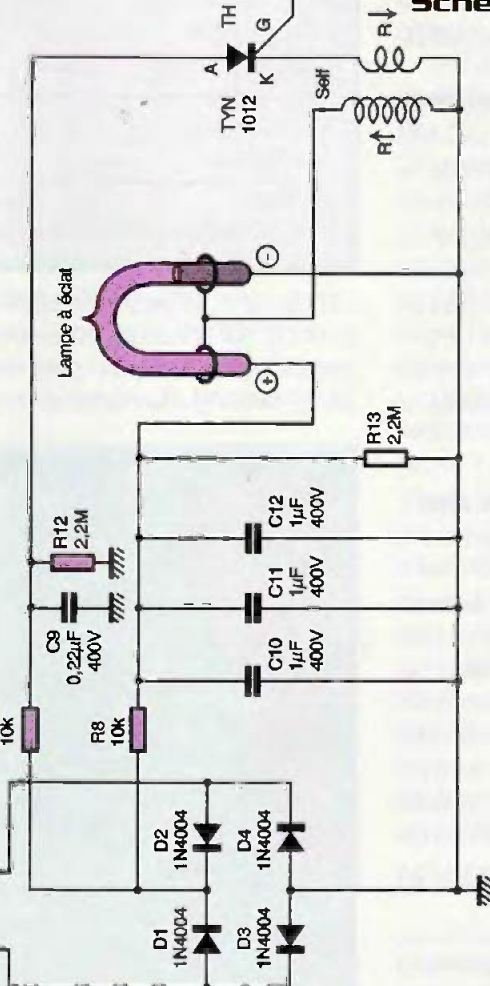 Sché
TH
G
A
K
TYN
1012
Self
R
R
Lampe à éclat
+
-
R12
2,2M
C9
0,22µF
400V
R13
2,2M
C12
1µF
400V
C11
1µF
400V
C10
1µF
400V
10k
R8
10k
D2
1N4004
D4
1N4004
D1
1N4004
D3
1N4004